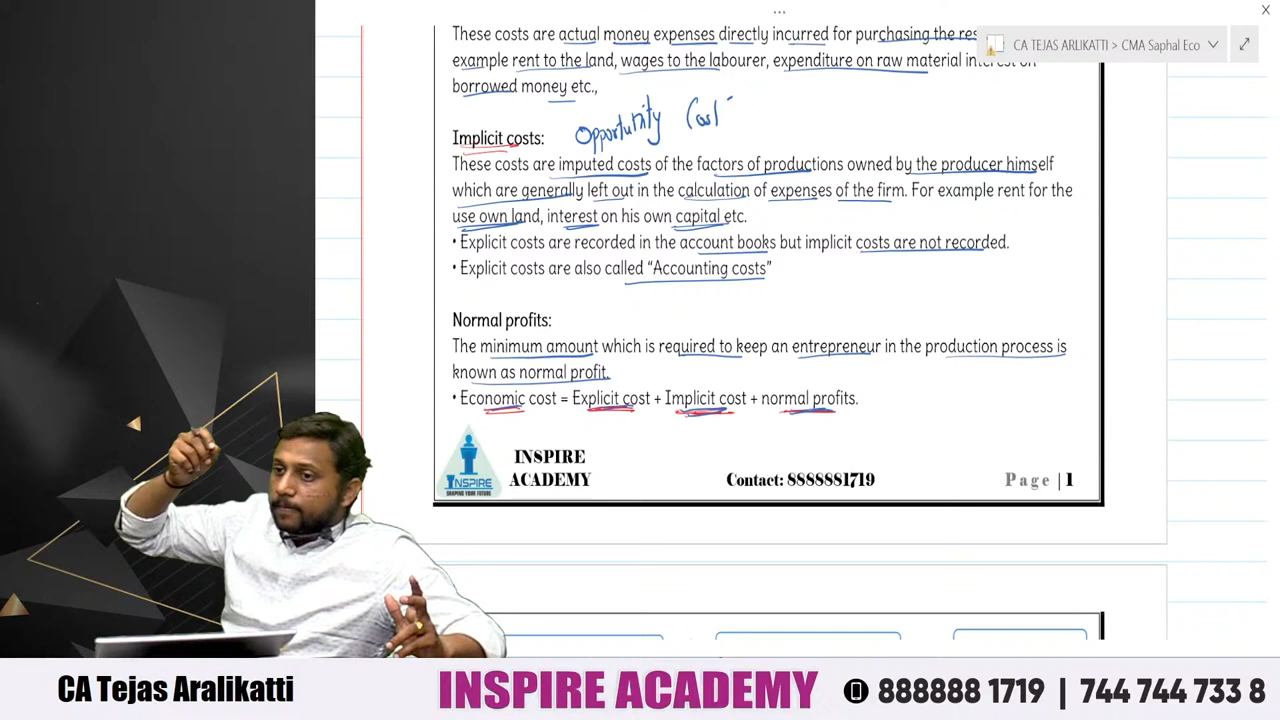 ...
x
These costs are actual money expenses directly incurred for purchasing the res
CA TEJAS ARLIKATTI > CMA Saphal Eco
example rent to the land, wages to the labourer, expenditure on raw material interest on
borrowed money etc.,
Implicit costs: Opportunity Cost
These costs are imputed costs of the factors of productions owned by the producer himself
which are generally left out in the calculation of expenses of the firm. For example rent for the
use own land, interest on his own capital etc.
• Explicit costs are recorded in the account books but implicit costs are not recorded.
• Explicit costs are also called “Accounting costs”
Normal profits:
The minimum amount which is required to keep an entrepreneur in the production process is
known as normal profit.
• Economic cost = Explicit cost + Implicit cost + normal profits.
INSPIRE
SHAPING YOUR FUTURE
INSPIRE
ACADEMY
Contact: 8888881719
Page | 1
CA Tejas Aralikatti
INSPIRE ACADEMY
888888 1719 | 744 744 733 8